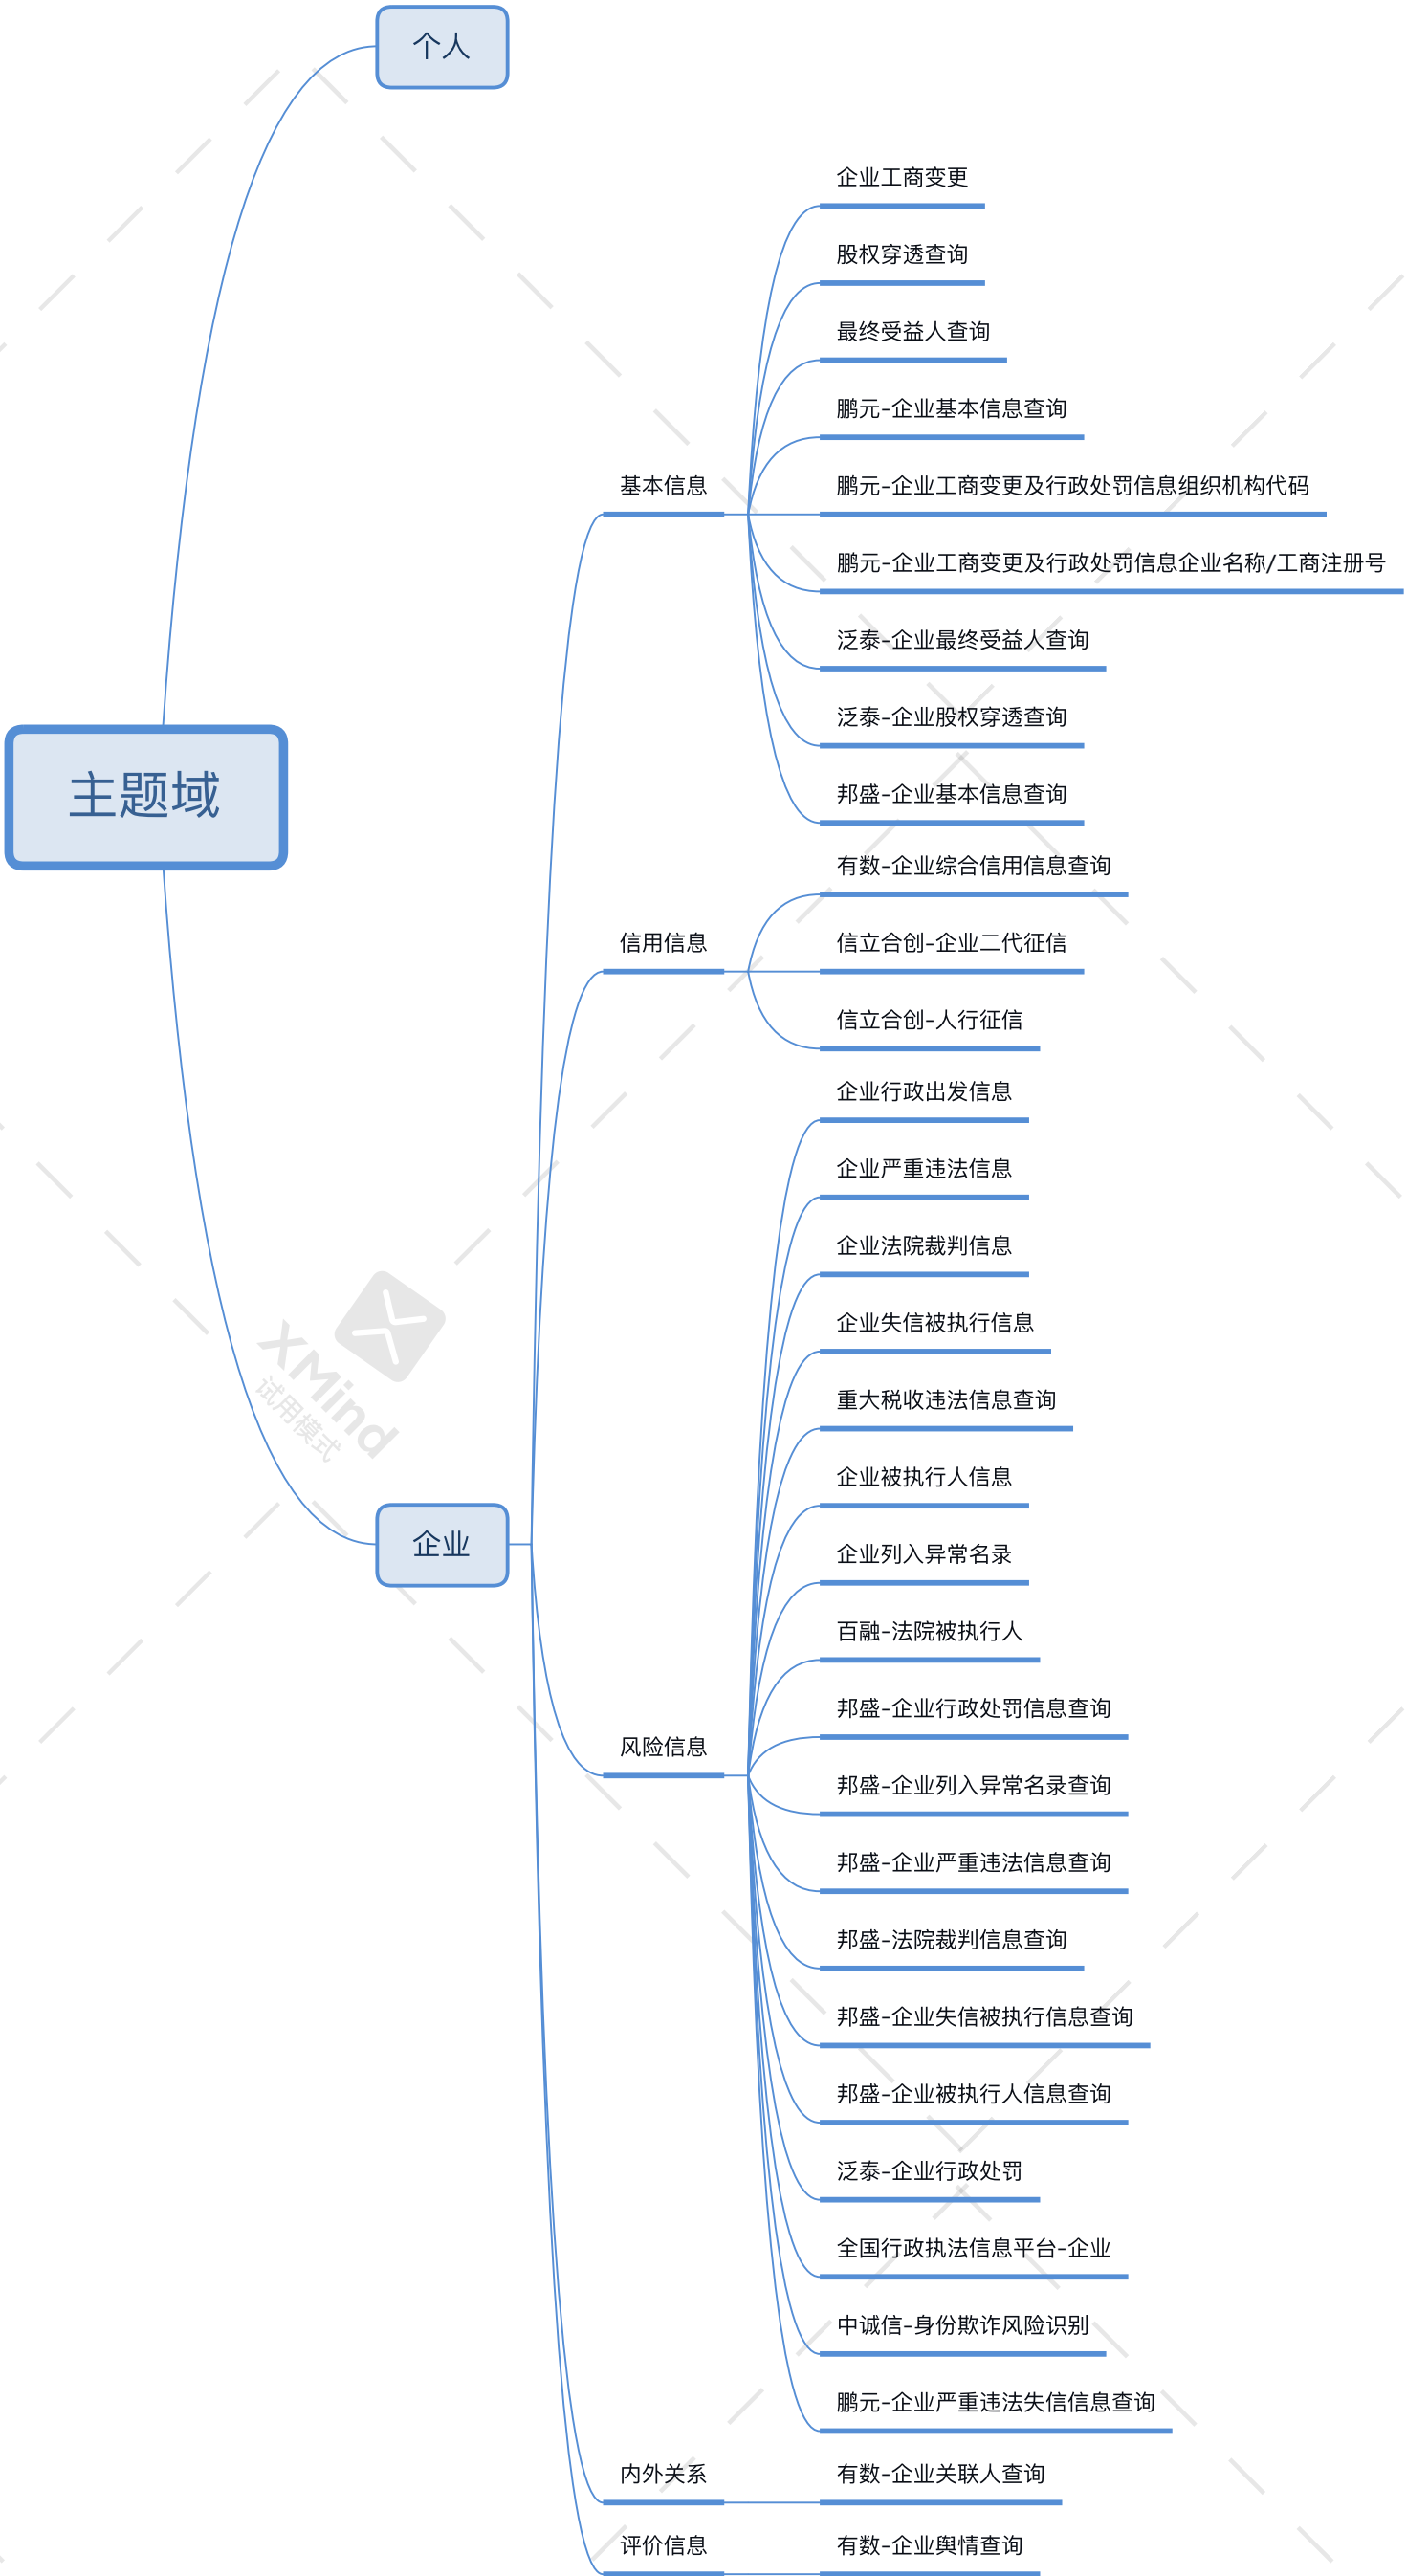 个人
企业工商变更
股权穿透查询
最终受益人查询
鹏元-企业基本信息查询
基本信息
鹏元-企业工商变更及行政处罚信息组织机构代码
鹏元-企业工商变更及行政处罚信息企业名称/工商注册号
泛泰-企业最终受益人查询
泛泰-企业股权穿透查询
主题域
邦盛-企业基本信息查询
有数-企业综合信用信息查询
信用信息
信立合创-企业二代征信
信立合创-人行征信
企业行政出发信息
企业严重违法信息
企业法院裁判信息
企业失信被执行信息
XMind
试用模式
重大税收违法信息查询
企业被执行人信息
企业
企业列入异常名录
百融-法院被执行人
邦盛-企业行政处罚信息查询
风险信息
邦盛-企业列入异常名录查询
邦盛-企业严重违法信息查询
邦盛-法院裁判信息查询
邦盛-企业失信被执行信息查询
邦盛-企业被执行人信息查询
泛泰-企业行政处罚
全国行政执法信息平台-企业
中诚信-身份欺诈风险识别
鹏元-企业严重违法失信信息查询
内外关系
有数-企业关联人查询
评价信息
有数-企业舆情查询